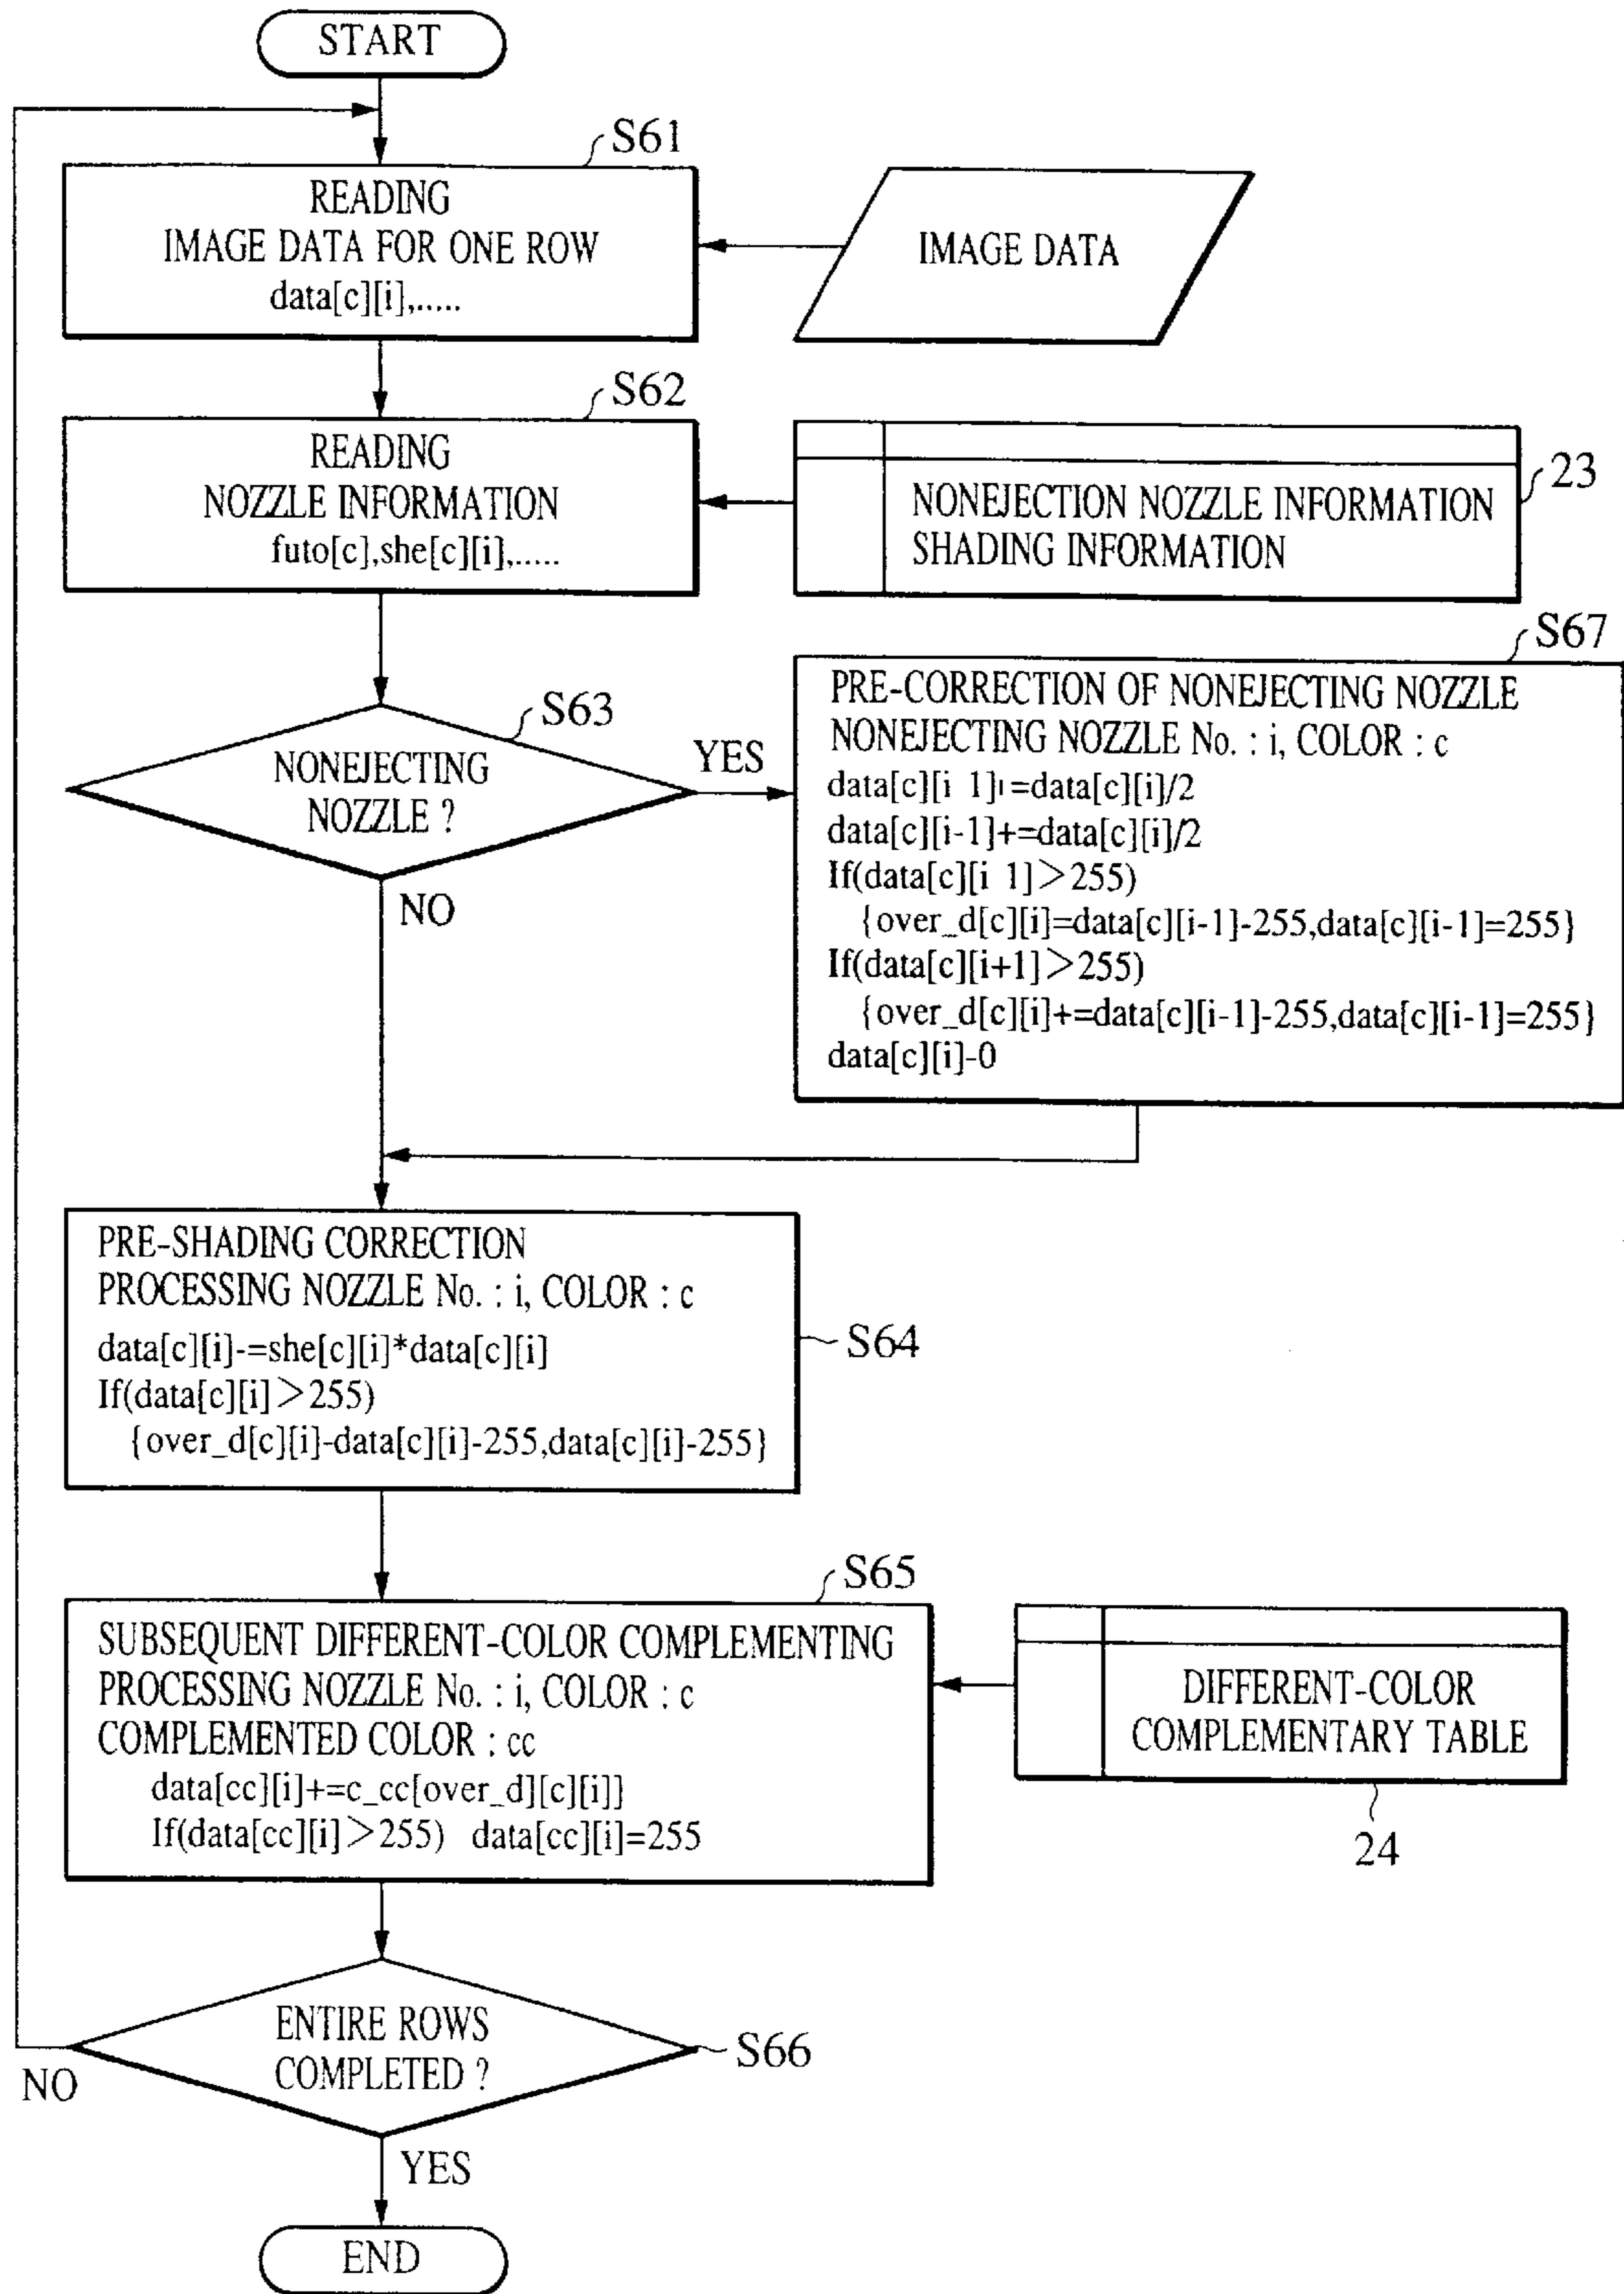 START
S61
READING
IMAGE DATA FOR ONE ROW
data[c][i],.....
IMAGE DATA
S62
READING
NOZZLE INFORMATION
futo[c],she[c][i],.....
NONEJECTION NOZZLE INFORMATION
SHADING INFORMATION
23
S63
NONEJECTING
NOZZLE ?
YES
NO
S67
PRE-CORRECTION OF NONEJECTING NOZZLE
NONEJECTING NOZZLE No. : i, COLOR : c
data[c][i 1]ı=data[c][i]/2
data[c][i-1]+=data[c][i]/2
If(data[c][i 1]>255)
{over_d[c][i]=data[c][i-1]-255,data[c][i-1]=255}
If(data[c][i+1]>255)
{over_d[c][i]+=data[c][i-1]-255,data[c][i-1]=255}
data[c][i]-0
PRE-SHADING CORRECTION
PROCESSING NOZZLE No. : i, COLOR : c
data[c][i]-=she[c][i]*data[c][i]
If(data[c][i]>255)
{over_d[c][i]-data[c][i]-255,data[c][i]-255}
S64
S65
SUBSEQUENT DIFFERENT-COLOR COMPLEMENTING
PROCESSING NOZZLE No. : i, COLOR : c
COMPLEMENTED COLOR : cc
data[cc][i]+=c_cc[over_d][c][i]]
If(data[cc][i]>255) data[cc][i]=255
DIFFERENT-COLOR
COMPLEMENTARY TABLE
24
ENTIRE ROWS
COMPLETED ?
S66
NO
YES
END